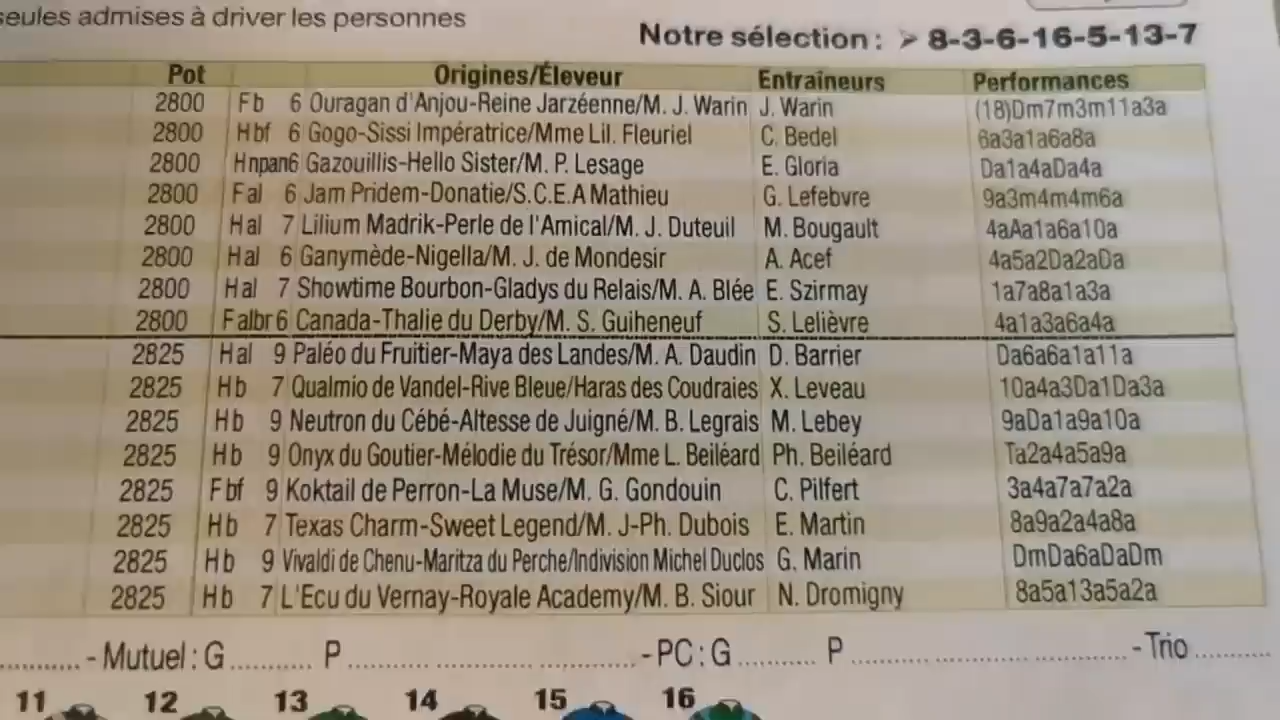 seules admises à driver les personnes
Notre sélection : ➢ 8-3-6-16-5-13-7
Pot Origines/Éleveur Entraîneurs Performances
2800 Fb 6 Ouragan d'Anjou-Reine Jarzéenne/M. J. Warin J. Warin (18)Dm7m3m11a3a
2800 Hbf 6 Gogo-Sissi Impératrice/Mme Lil. Fleuriel C. Bedel 6a3a1a6a8a
2800 Hnpan6 Gazouillis-Hello Sister/M. P. Lesage E. Gloria Da1a4aDa4a
2800 Fal 6 Jam Pridem-Donatie/S.C.E.A Mathieu G. Lefebvre 9a3m4m4m6a
2800 Hal 7 Lilium Madrik-Perle de l'Amical/M. J. Duteuil M. Bougault 4aAa1a6a10a
2800 Hal 6 Ganymède-Nigella/M. J. de Mondesir A. Acef 4a5a2Da2aDa
2800 Hal 7 Showtime Bourbon-Gladys du Relais/M. A. Blée E. Szirmay 1a7a8a1a3a
2800 Falbr 6 Canada-Thalie du Derby/M. S. Guiheneuf S. Lelièvre 4a1a3a6a4a
2825 Hal 9 Paléo du Fruitier-Maya des Landes/M. A. Daudin D. Barrier Da6a6a1a11a
2825 Hb 7 Qualmio de Vandel-Rive Bleue/Haras des Coudraies X. Leveau 10a4a3Da1Da3a
2825 Hb 9 Neutron du Cébé-Altesse de Juigné/M. B. Legrais M. Lebey 9aDa1a9a10a
2825 Hb 9 Onyx du Goutier-Mélodie du Trésor/Mme L. Beiléard Ph. Beiléard Ta2a4a5a9a
2825 Fbf 9 Koktail de Perron-La Muse/M. G. Gondouin C. Pilfert 3a4a7a7a2a
2825 Hb 7 Texas Charm-Sweet Legend/M. J-Ph. Dubois E. Martin 8a9a2a4a8a
2825 Hb 9 Vivaldi de Chenu-Maritza du Perche/Indivision Michel Duclos G. Marin DmDa6aDaDm
2825 Hb 7 L'Ecu du Vernay-Royale Academy/M. B. Siour N. Dromigny 8a5a13a5a2a
.......... - Mutuel : G .......... P .............................. - PC : G .......... P .............................. - Trio ..........
11 12 13 14 15 16